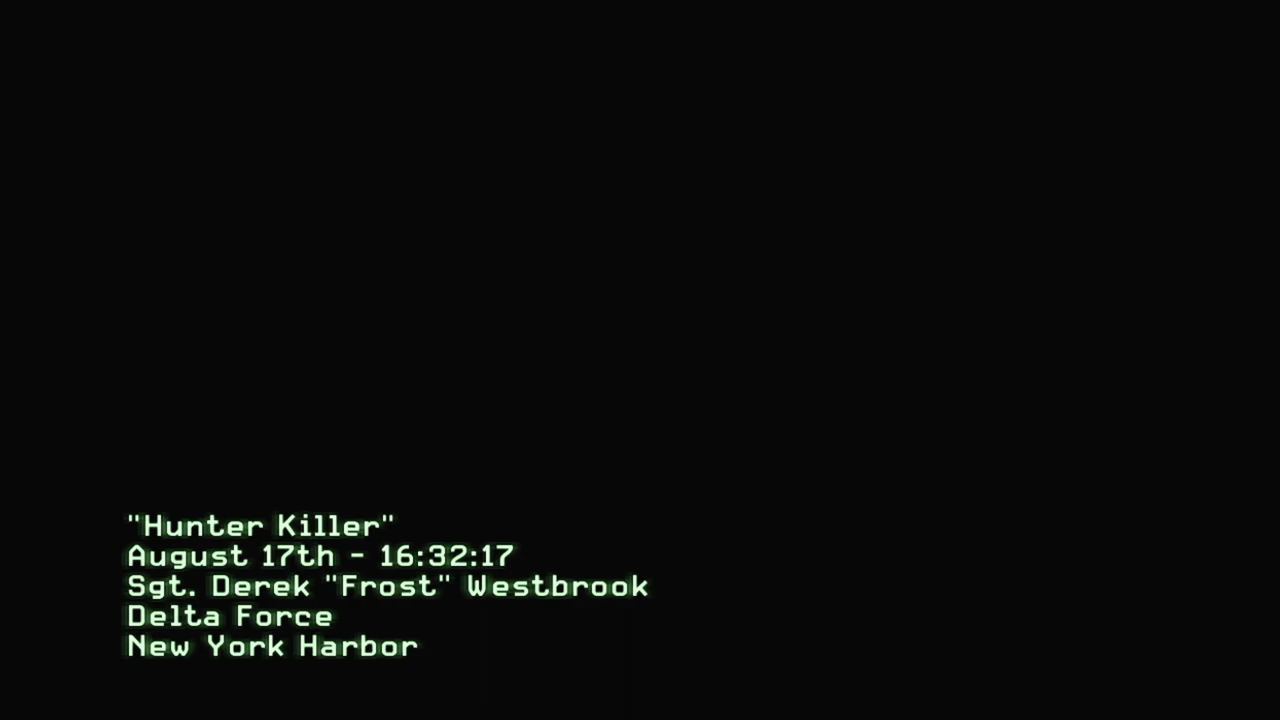 "Hunter Killer"
August 17th - 16:32:17
Sgt. Derek "Frost" Westbrook
Delta Force
New York Harbor